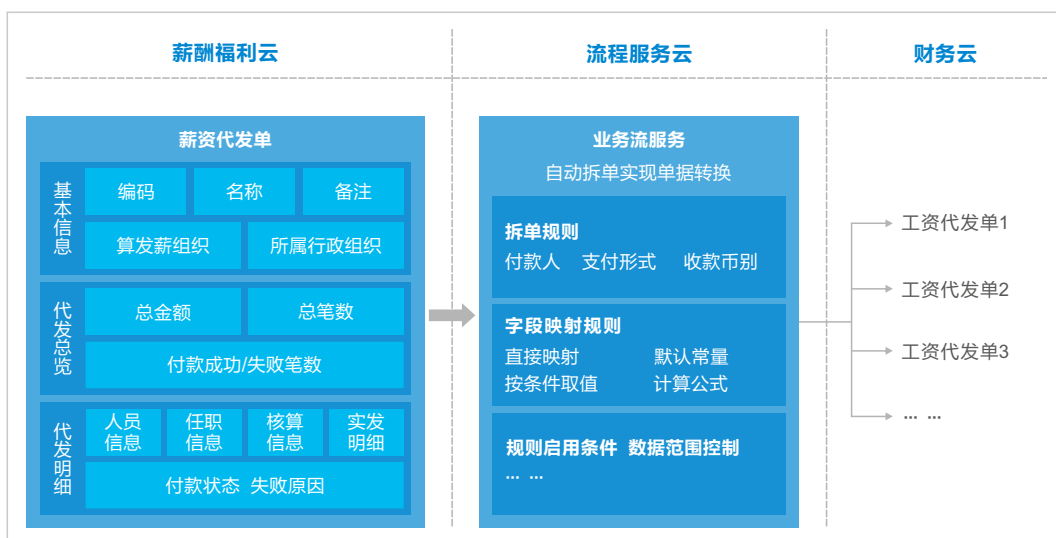 薪酬福利云
流程服务云
财务云
薪资代发单
基本信息
编码
名称
备注
算发薪组织
所属行政组织
代发总览
总金额
总笔数
付款成功/失败笔数
代发明细
人员
信息
任职
信息
核算
信息
实发
明细
付款状态 失败原因
业务流服务
自动拆单实现单据转换
拆单规则
付款人 支付形式 收款币别
字段映射规则
直接映射 默认常量
按条件取值 计算公式
规则启用条件 数据范围控制
... ...
工资代发单1
工资代发单2
工资代发单3
... ...